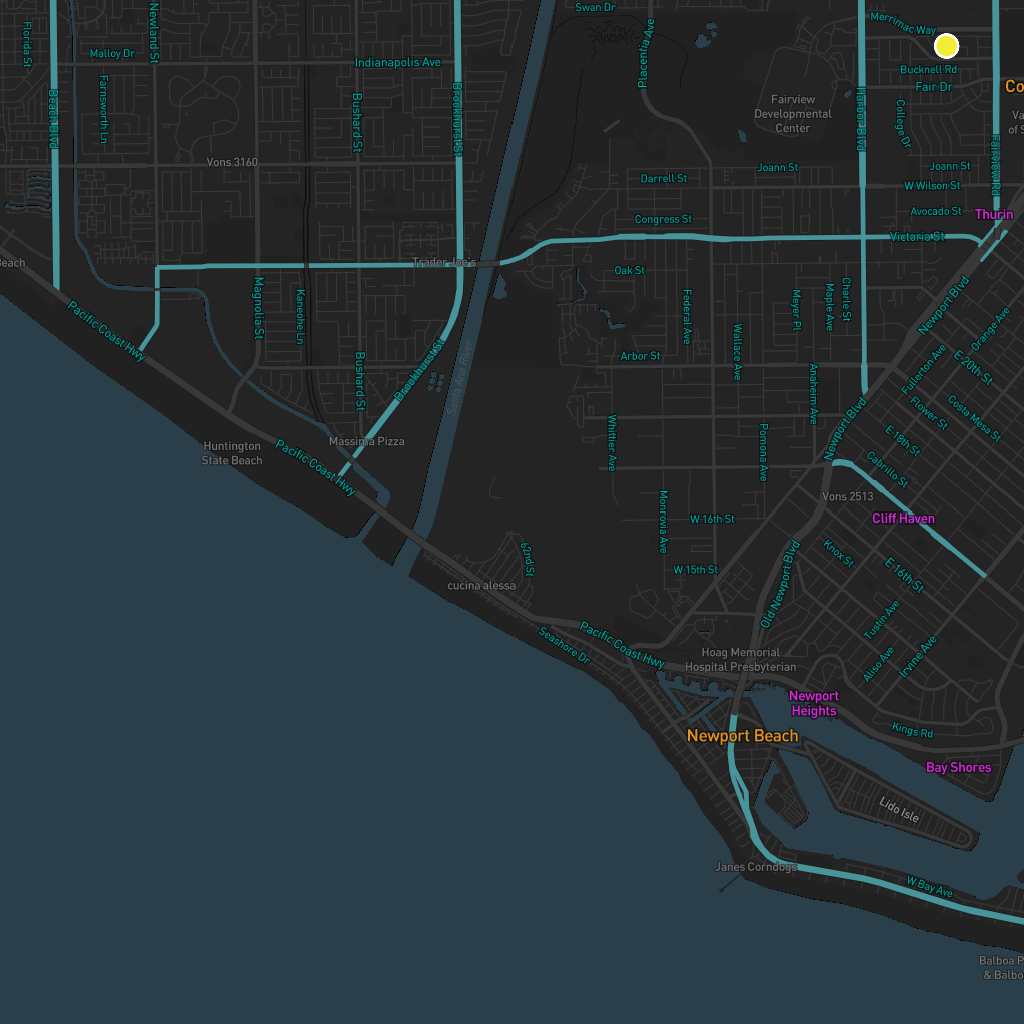 Swan Dr
Florida St
Newland St
Placentia Ave
Merrimac Way
Malloy Dr
Indianapolis Ave
Bucknell Rd
Fair Dr
Co
Beach Blvd
Farnsworth Ln
Bushard St
Brookhurst St
Fairview
Developmental
Center
Harbor Blvd
College Dr
Va
of S
Fairview Rd
Vons 3160
Joann St
Joann St
Darrell St
W Wilson St
Avocado St
Thurin
Congress St
Victoria St
Beach
Trader Joe's
Oak St
Magnolia St
Kaneohe Ln
Federal Ave
Meyer Pl
Maple Ave
Charle St
Newport Blvd
Orange Ave
Pacific Coast Hwy
Wallace Ave
Arbor St
Bushard St
Brookhurst St
Santa Ana River
Anaheim Ave
Fullerton Ave
E 20th St
Flower St
Costa Mesa St
Whittier Ave
Pomona Ave
Newport Blvd
E 18th St
Massima Pizza
Huntington
State Beach
Pacific Coast Hwy
Cabrillo St
Vons 2513
Monrovia Ave
W 16th St
Cliff Haven
62nd St
W 15th St
Old Newport Blvd
Knox St
E 16th St
cucina alessa
Tustin Ave
Seashore Dr
Pacific Coast Hwy
Hoag Memorial
Hospital Presbyterian
Aliso Ave
Irvine Ave
Newport
Heights
Newport Beach
Kings Rd
Bay Shores
Lido Isle
Janes Corndogs
W Bay Ave
Balboa P
& Balbo